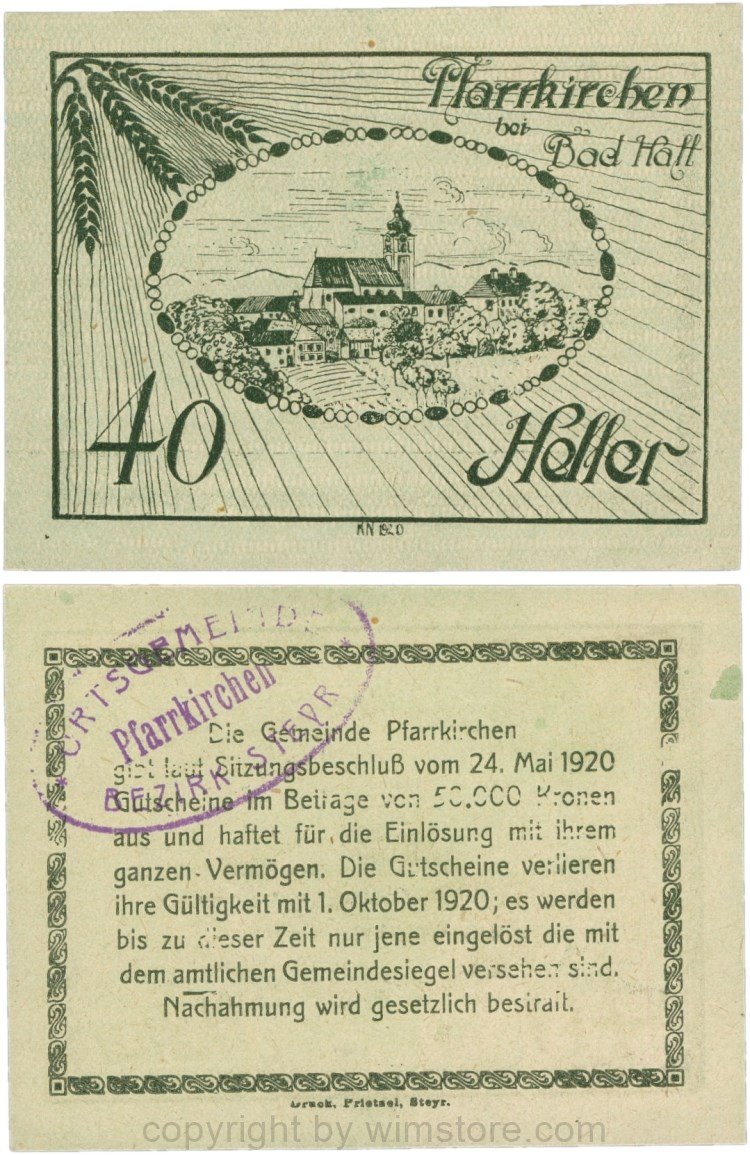 Pfarrkirchen
bei
Bad Hall
40 Heller
KN 1920
ORTSGEMEINDE
Pfarrkirchen
BEZIRK STEYR
Die Gemeinde Pfarrkirchen
gibt laut Sitzungsbeschluß vom 24. Mai 1920
Gutscheine im Betrage von 50.000 Kronen
aus und haftet für die Einlösung mit ihrem
ganzen Vermögen. Die Gutscheine verlieren
ihre Gültigkeit mit 1. Oktober 1920; es werden
bis zu dieser Zeit nur jene eingelöst die mit
dem amtlichen Gemeindesiegel versehen sind.
Nachahmung wird gesetzlich bestraft.
Druck, Prietzel, Steyr.
copyright by wimstore.com